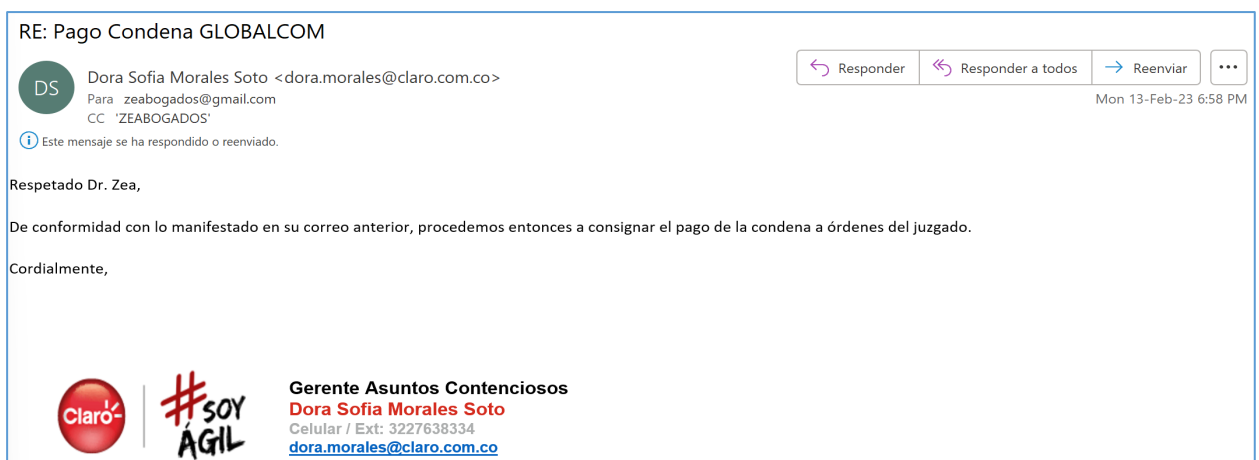 RE: Pago Condena GLOBALCOM
DS
Dora Sofia Morales Soto <dora.morales@claro.com.co>
Para zeabogados@gmail.com
CC 'ZEABOGADOS'
Responder
Responder a todos
Reenviar
Mon 13-Feb-23 6:58 PM
Este mensaje se ha respondido o reenviado.
Respetado Dr. Zea,
De conformidad con lo manifestado en su correo anterior, procedemos entonces a consignar el pago de la condena a órdenes del juzgado.
Cordialmente,
Claro
#SOY
ÁGIL
Gerente Asuntos Contenciosos
Dora Sofia Morales Soto
Celular / Ext: 3227638334
dora.morales@claro.com.co